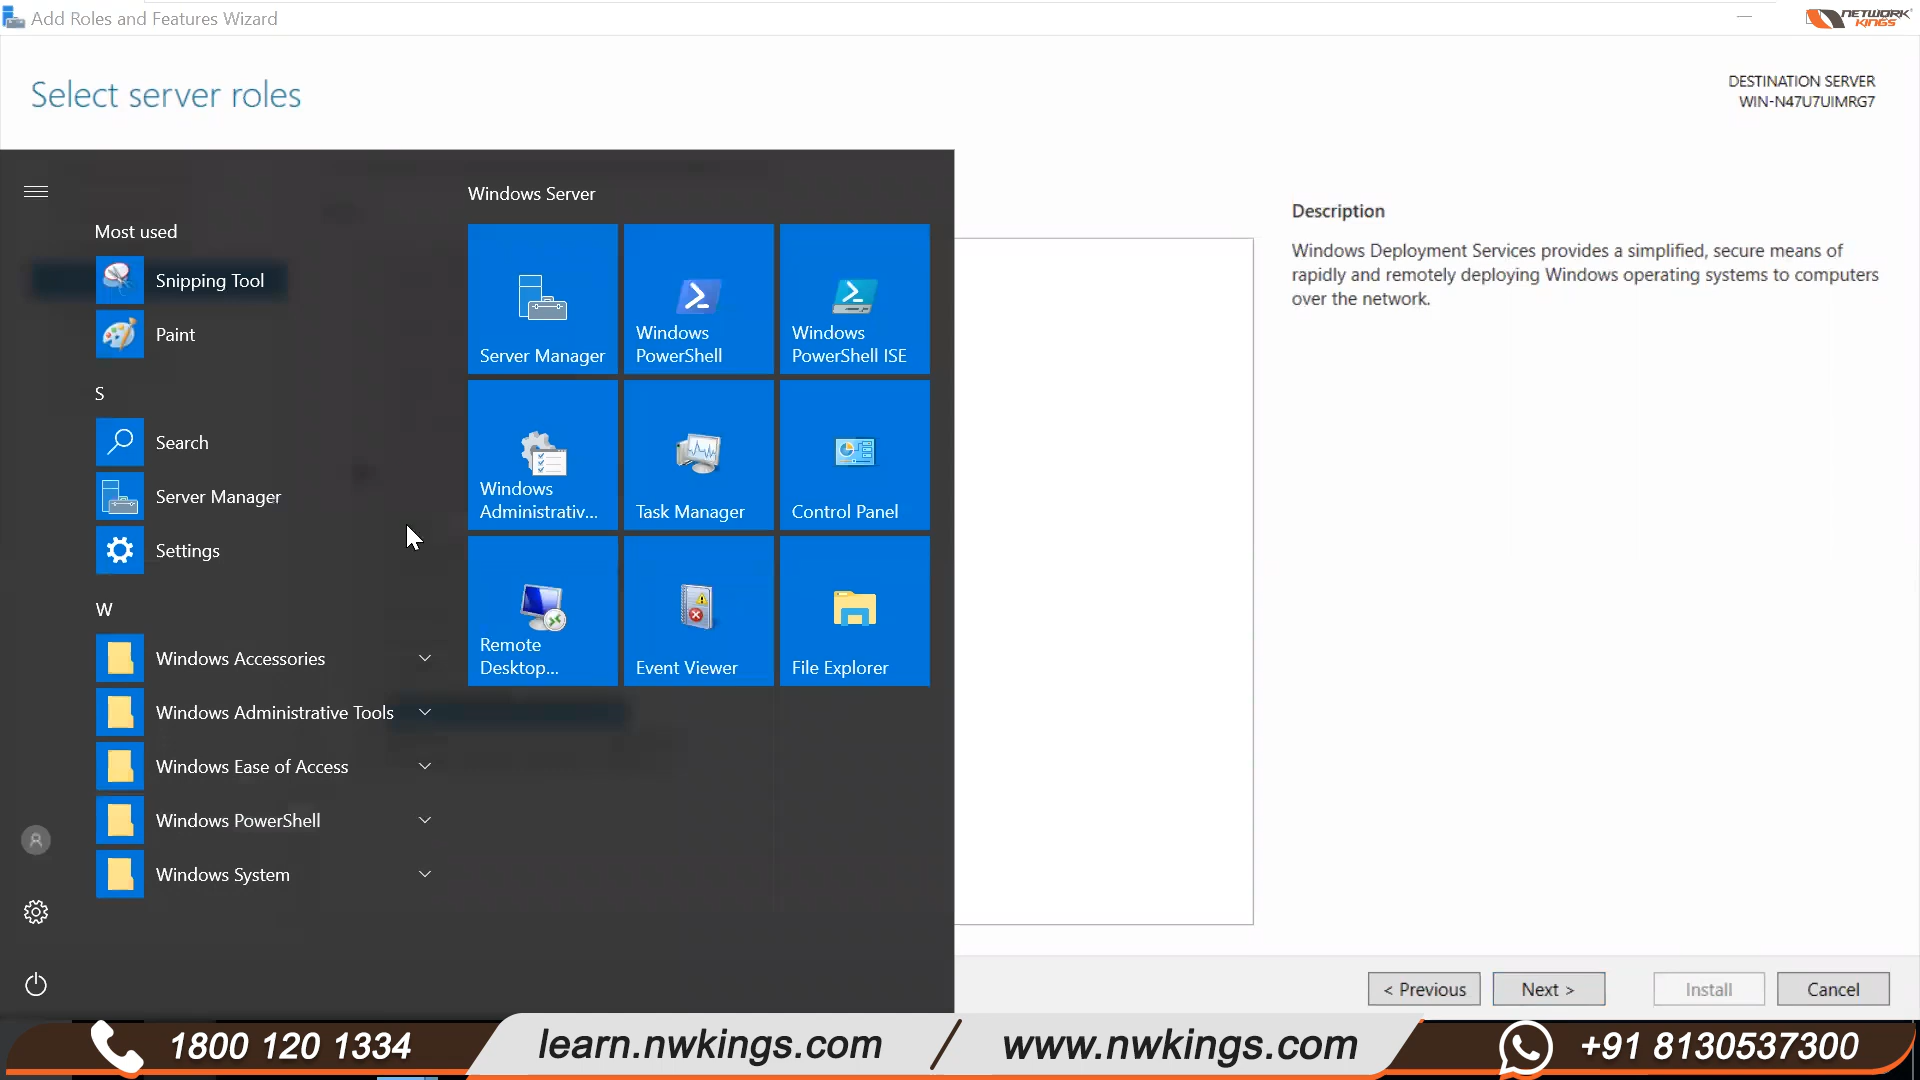 Add Roles and Features Wizard
NETWORK
KINGS
Select server roles
DESTINATION SERVER
WIN-N47U7UIMRG7
Windows Server
Most used
Snipping Tool
Paint
S
Search
Server Manager
Settings
W
Windows Accessories
Windows Administrative Tools
Windows Ease of Access
Windows PowerShell
Windows System
Server Manager
Windows
PowerShell
Windows
PowerShell ISE
Windows
Administrativ...
Task Manager
Control Panel
Remote
Desktop...
Event Viewer
File Explorer
Description
Windows Deployment Services provides a simplified, secure means of
rapidly and remotely deploying Windows operating systems to computers
over the network.
< Previous
Next >
Install
Cancel
1800 120 1334
learn.nwkings.com / www.nwkings.com
+91 8130537300